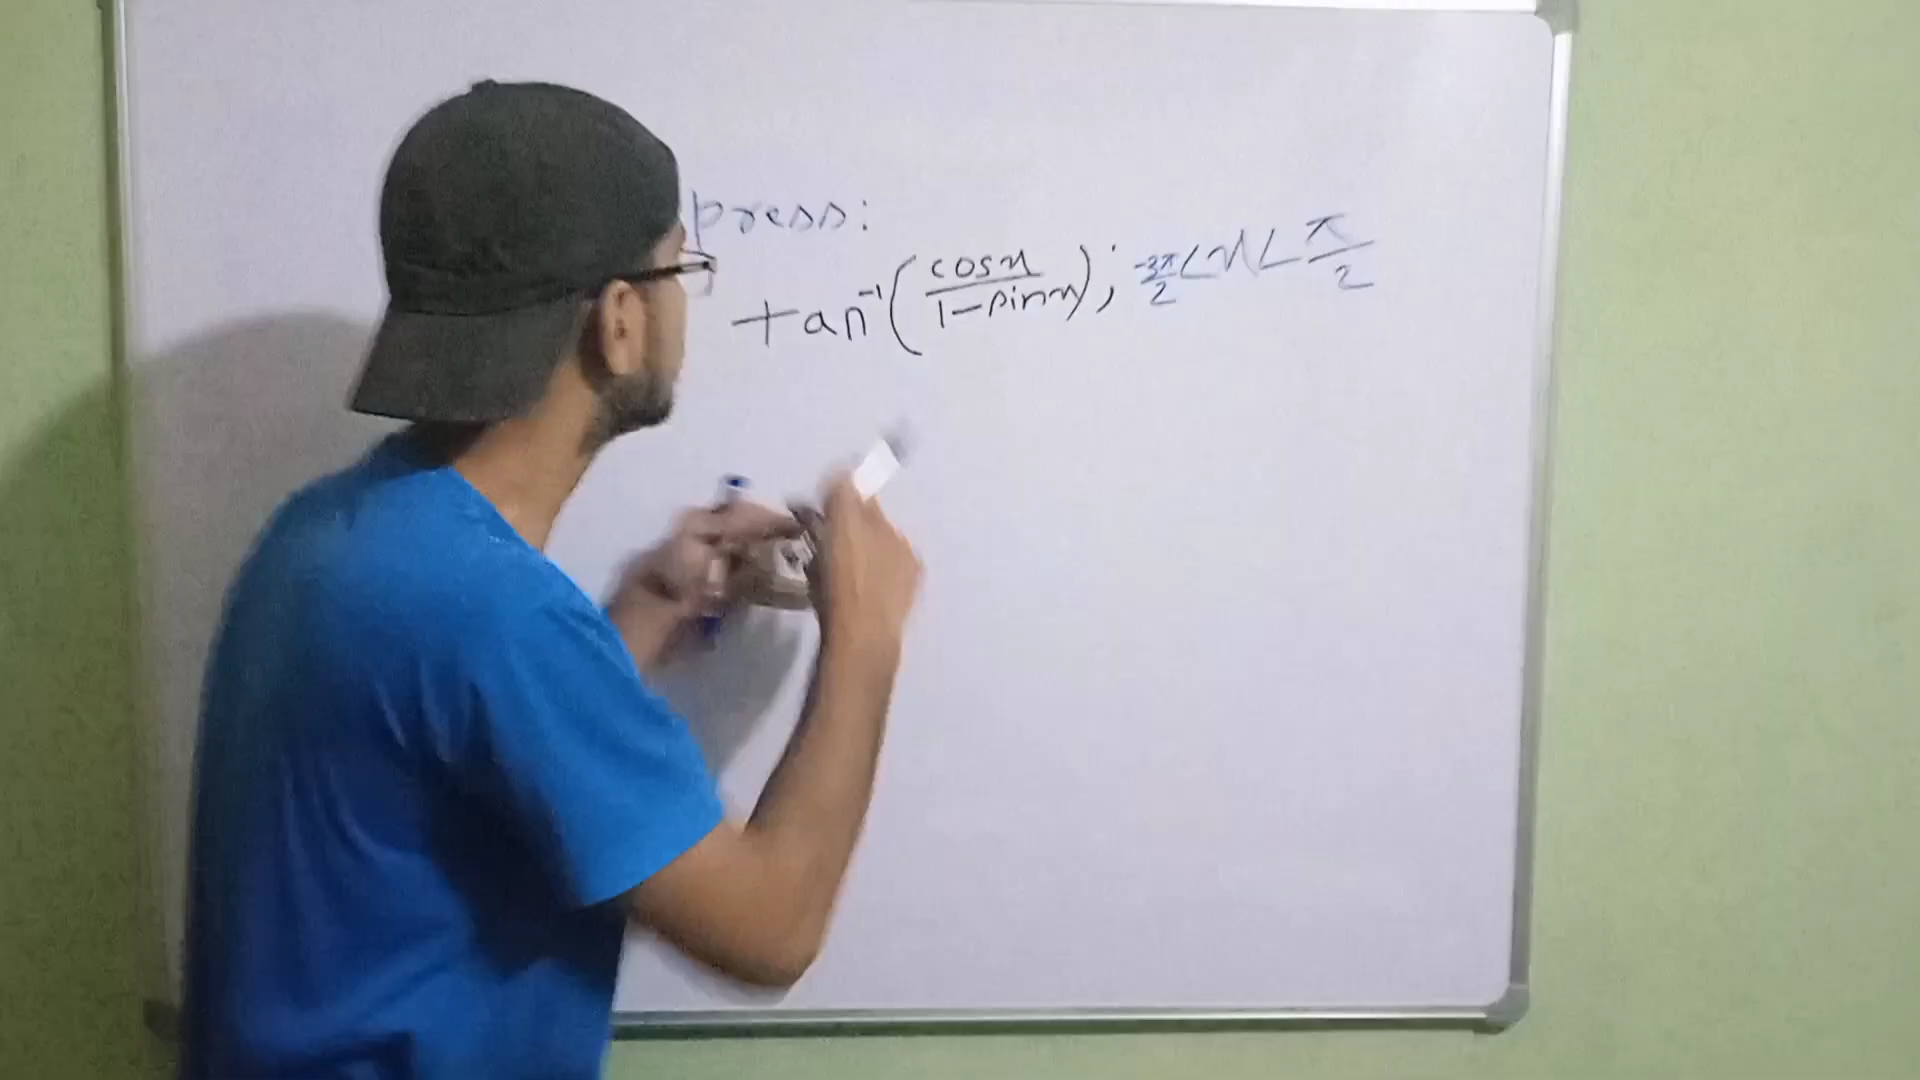 press:
tan⁻¹(cosx/1-sinx); -3π/2<x<π/2